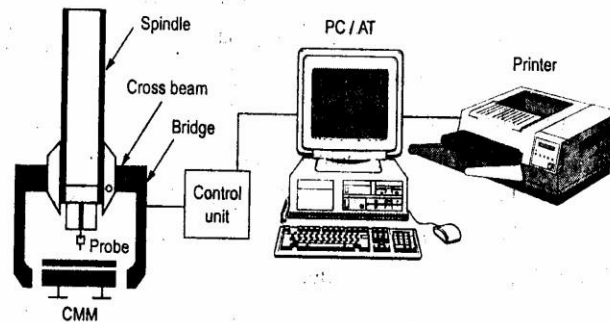 Spindle
PC / AT
Printer
Cross beam
Bridge
Control
unit
Probe
CMM